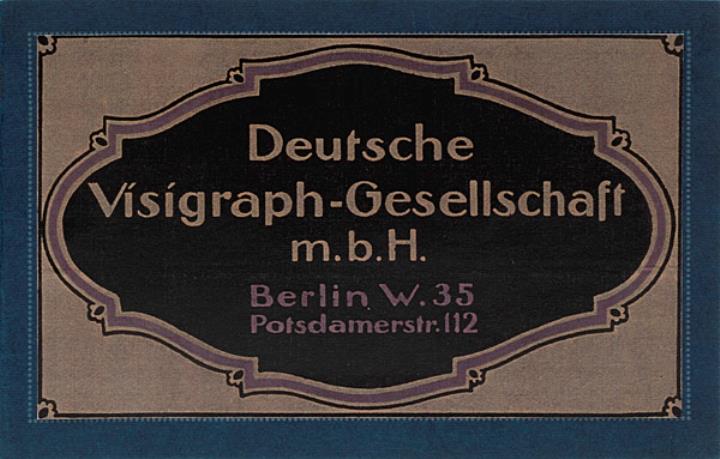 Deutsche
Visigraph-Gesellschaft
m.b.H.
Berlin W.35
Potsdamerstr.112